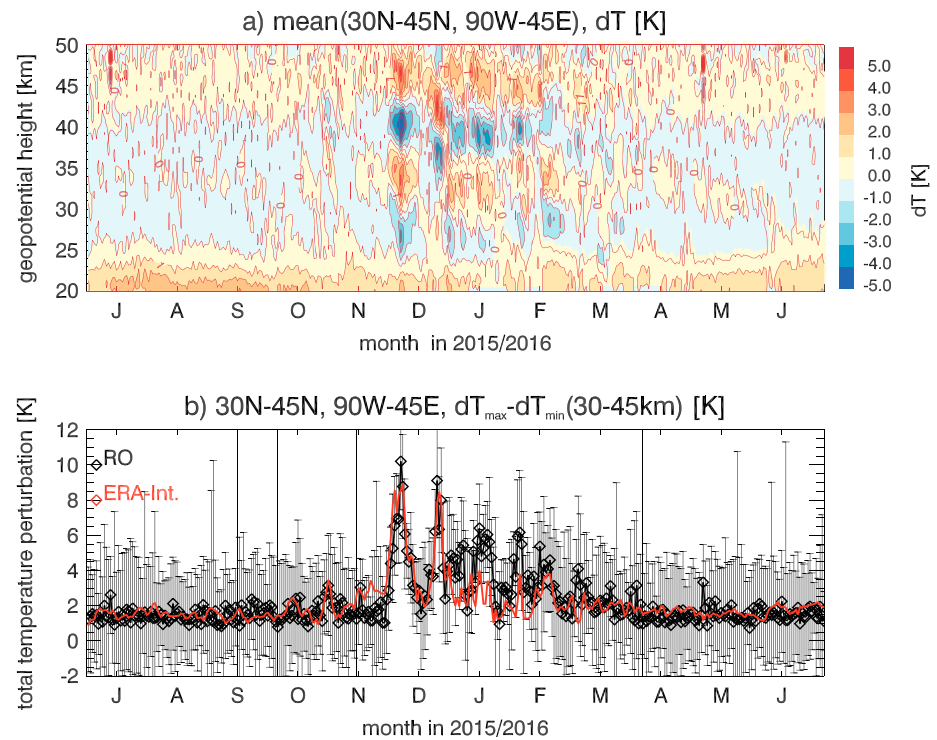 a) mean(30N-45N, 90W-45E), dT [K]
geopotential height [km]
50
45
40
35
30
25
20
J A S O N D J F M A M J
month in 2015/2016
5.0
4.0
3.0
2.0
1.0
0.0
-1.0
-2.0
-3.0
-4.0
-5.0
dT [K]
b) 30N-45N, 90W-45E, dTmax-dTmin(30-45km) [K]
total temperature perturbation [K]
12
10
8
6
4
2
0
-2
RO
ERA-Int.
J A S O N D J F M A M J
month in 2015/2016